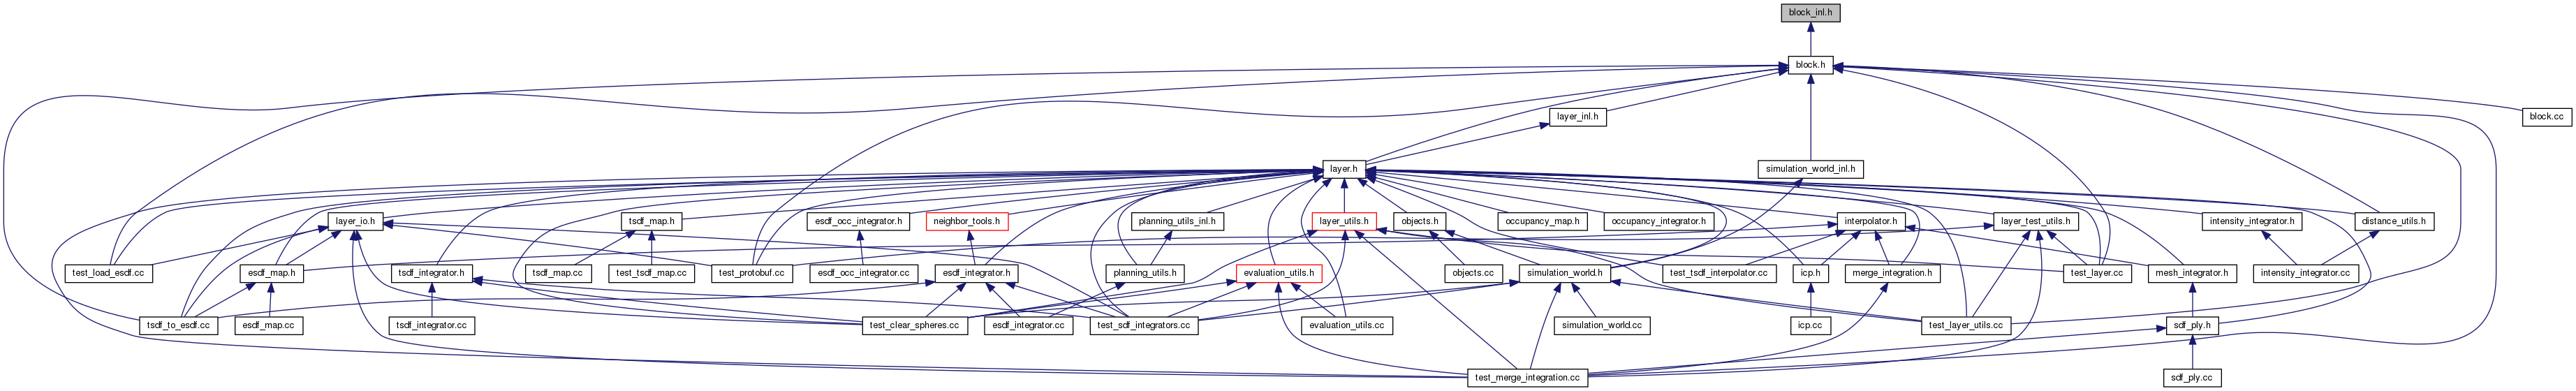 block_inl.h
block.h
layer_inl.h
block.cc
layer.h
simulation_world_inl.h
layer_io.h
tsdf_map.h
esdf_occ_integrator.h
neighbor_tools.h
planning_utils_inl.h
layer_utils.h
objects.h
occupancy_map.h
occupancy_integrator.h
interpolator.h
layer_test_utils.h
intensity_integrator.h
distance_utils.h
test_load_esdf.cc
esdf_map.h
tsdf_integrator.h
tsdf_map.cc
test_tsdf_map.cc
test_protobuf.cc
esdf_occ_integrator.cc
esdf_integrator.h
planning_utils.h
evaluation_utils.h
objects.cc
simulation_world.h
test_tsdf_interpolator.cc
icp.h
merge_integration.h
test_layer.cc
mesh_integrator.h
intensity_integrator.cc
tsdf_to_esdf.cc
esdf_map.cc
tsdf_integrator.cc
test_clear_spheres.cc
esdf_integrator.cc
test_sdf_integrators.cc
evaluation_utils.cc
simulation_world.cc
icp.cc
test_layer_utils.cc
sdf_ply.h
test_merge_integration.cc
sdf_ply.cc